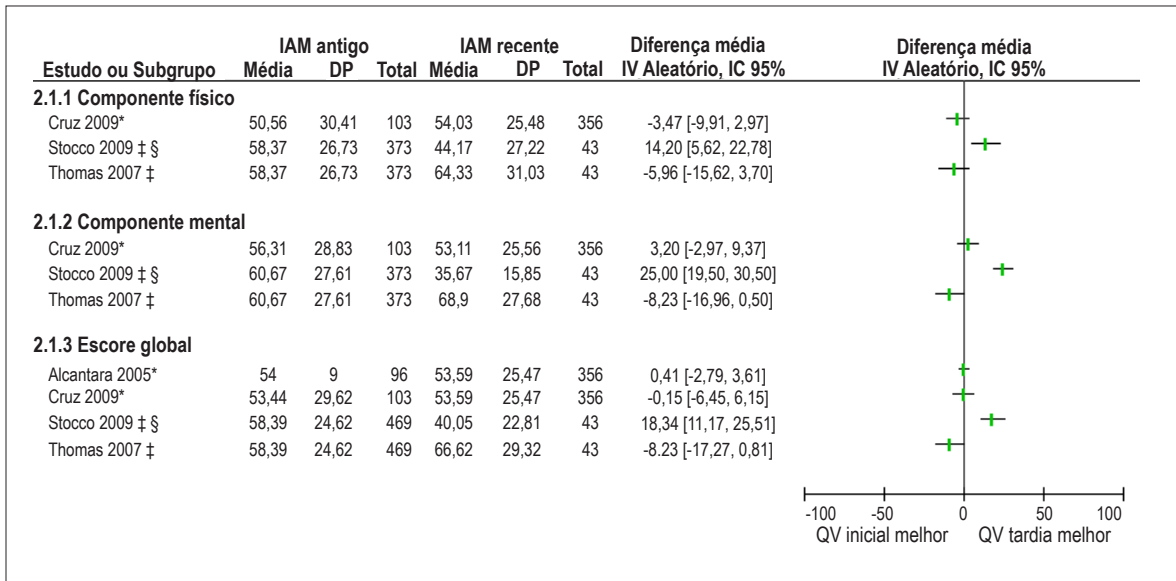 IAM antigo IAM recente Diferença média Diferença média
Estudo ou Subgrupo Média DP Total Média DP Total IV Aleatório, IC 95% IV Aleatório, IC 95%
2.1.1 Componente físico
Cruz 2009* 50,56 30,41 103 54,03 25,48 356 -3,47 [-9,91, 2,97]
Stocco 2009 ‡ § 58,37 26,73 373 44,17 27,22 43 14,20 [5,62, 22,78]
Thomas 2007 ‡ 58,37 26,73 373 64,33 31,03 43 -5,96 [-15,62, 3,70]
2.1.2 Componente mental
Cruz 2009* 56,31 28,83 103 53,11 25,56 356 3,20 [-2,97, 9,37]
Stocco 2009 ‡ § 60,67 27,61 373 35,67 15,85 43 25,00 [19,50, 30,50]
Thomas 2007 ‡ 60,67 27,61 373 68,9 27,68 43 -8,23 [-16,96, 0,50]
2.1.3 Escore global
Alcantara 2005* 54 9 96 53,59 25,47 356 0,41 [-2,79, 3,61]
Cruz 2009* 53,44 29,62 103 53,59 25,47 356 -0,15 [-6,45, 6,15]
Stocco 2009 ‡ § 58,39 24,62 469 40,05 22,81 43 18,34 [11,17, 25,51]
Thomas 2007 ‡ 58,39 24,62 469 66,62 29,32 43 -8.23 [-17,27, 0,81]
-100 -50 0 50 100
QV inicial melhor QV tardia melhor